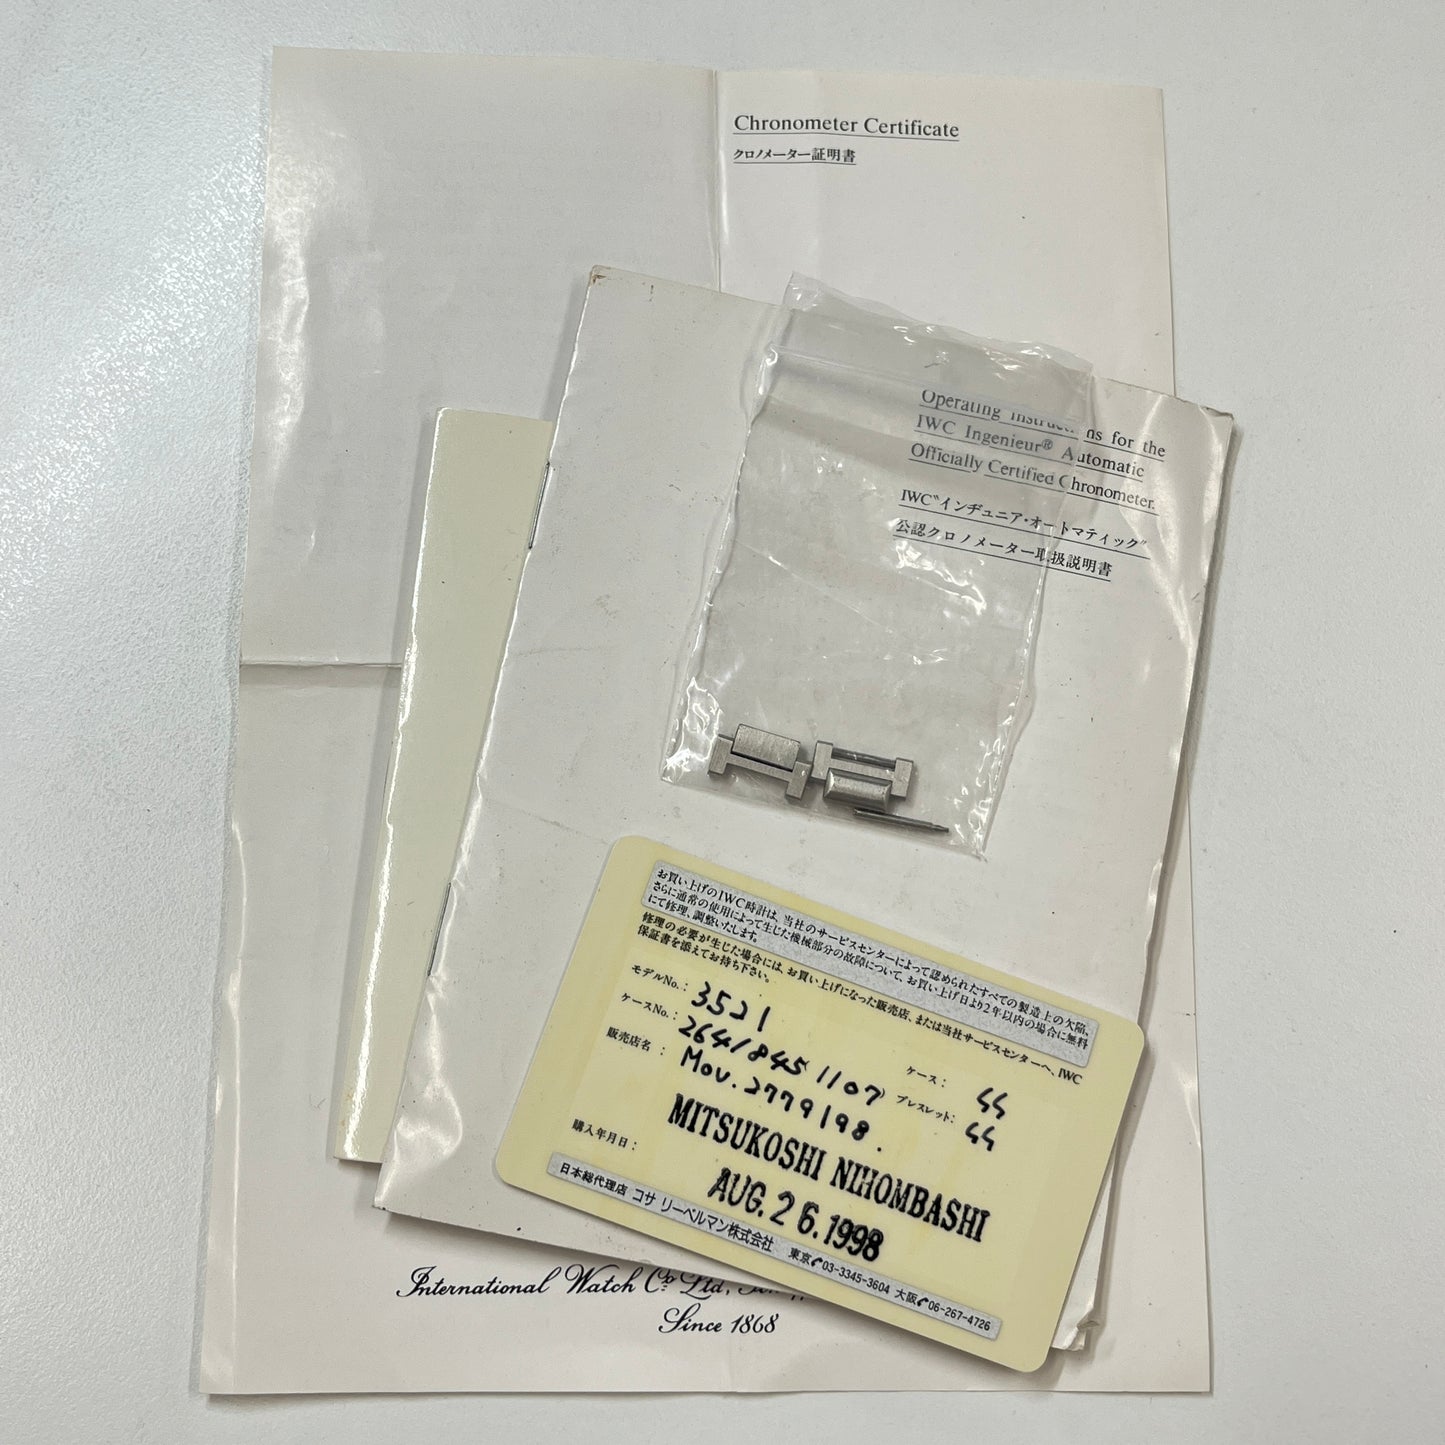 Chronometer Certificate
クロノメーター証明書
Operating Instructions for the
IWC Ingenieur® Automatic
Officially Certified Chronometer.
IWC"インヂュニア・オートマティック"
公認クロノメーター取扱説明書
お買い上げのIWC時計は、当社のサービスセンターによって認められたすべての製造上の欠陥、
さらに通常の使用によって生じた機械部分の故障について、お買い上げ日より2年以内の場合に無料
にて修理、調整いたします。
修理の必要が生じた場合には、お買い上げになった販売店、または当社サービスセンターへ、IWC
保証書を添えてお持ち下さい。
モデルNo.: 3521
ケース: SS
ケースNo.: 2641845 1107
ブレスレット: SS
販売店名: Mov. 2779198.
MITSUKOSHI NIHOMBASHI
購入年月日: AUG. 26. 1998
日本総代理店 コサ リーベルマン株式会社 東京 03-3345-3604 大阪 06-267-4726
International Watch Co. Ltd,
Since 1868